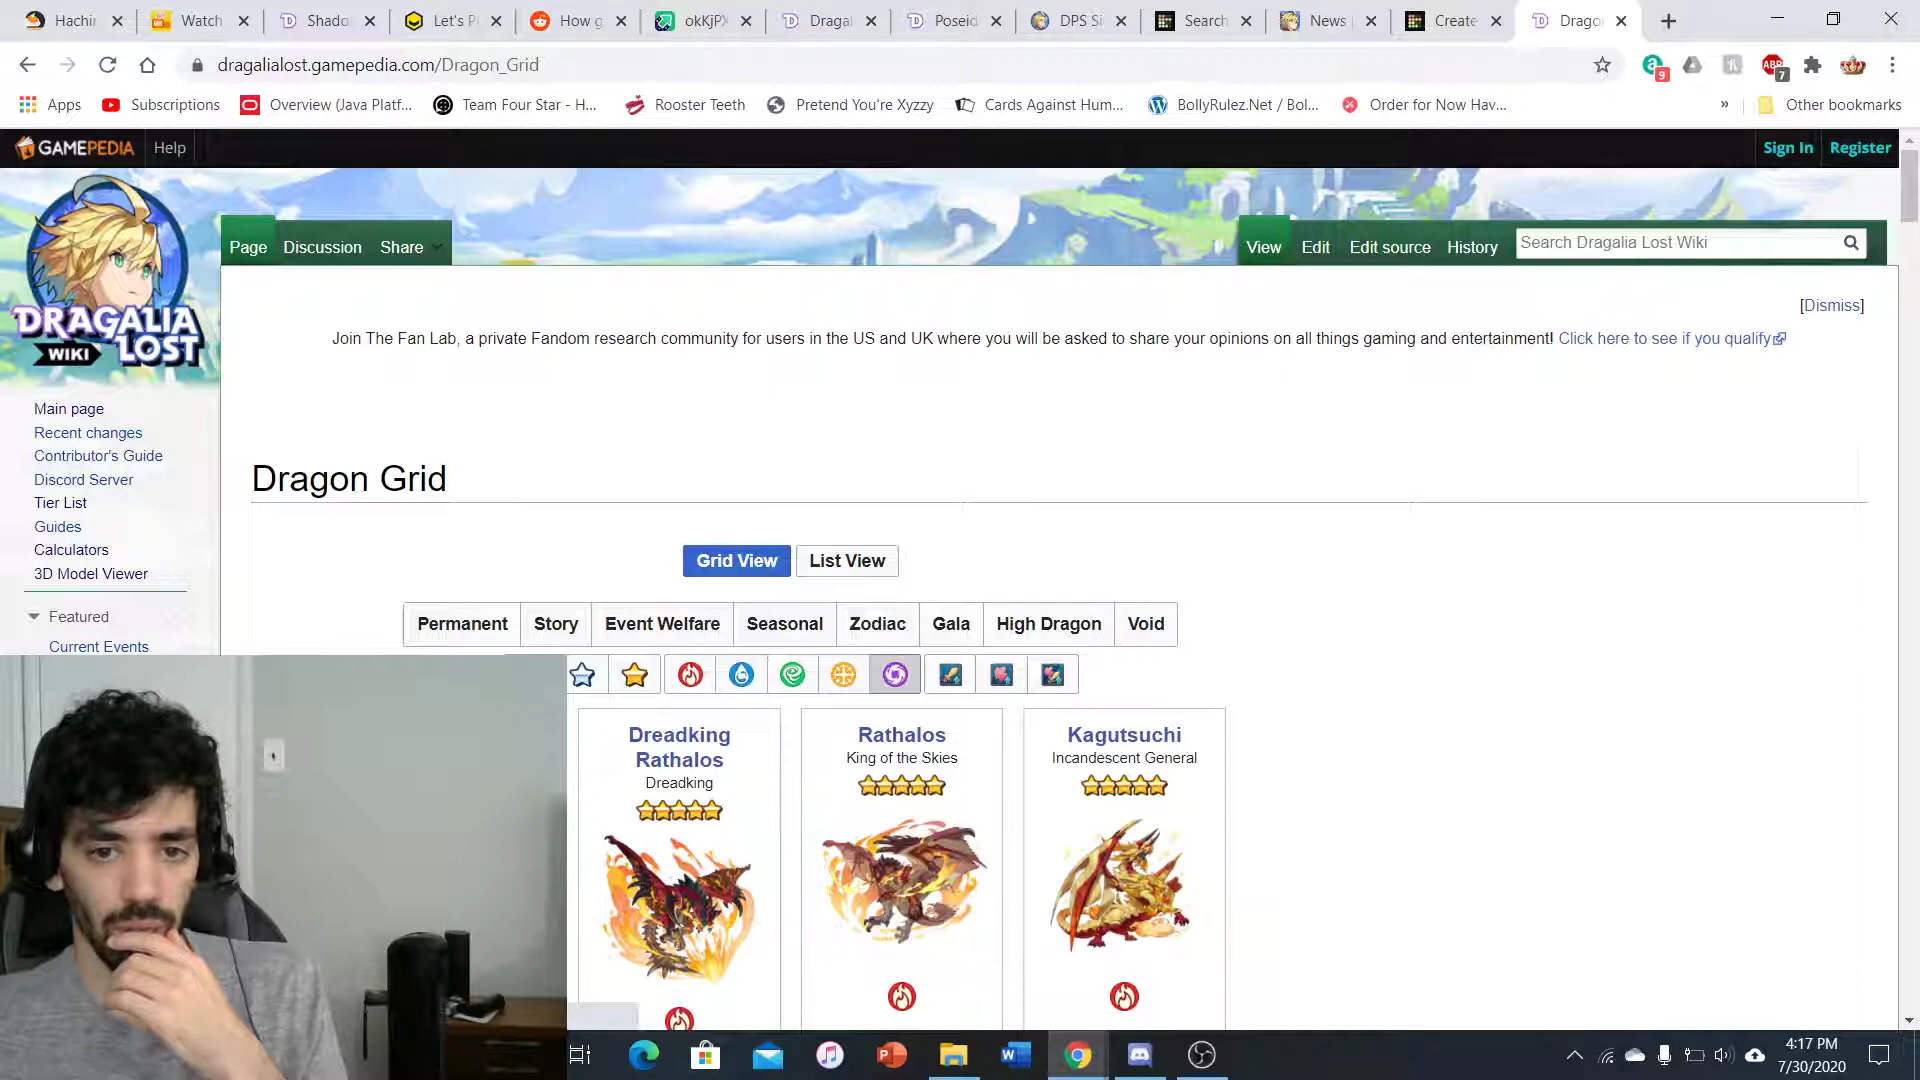 Hachin
Watch
Shado
Let's Pl
How g
okKjPX
Dragal
Poseid
DPS Si
Search
News
Create
Drago
dragalialost.gamepedia.com/Dragon_Grid
9
ABP
7
Apps
Subscriptions
Overview (Java Platf...
Team Four Star - H...
Rooster Teeth
Pretend You're Xyzzy
Cards Against Hum...
BollyRulez.Net / Bol...
Order for Now Hav...
»
Other bookmarks
GAMEPEDIA
Help
Sign In
Register
DRAGALIA
LOST
WIKI
Page
Discussion
Share
View
Edit
Edit source
History
Search Dragalia Lost Wiki
[Dismiss]
Join The Fan Lab, a private Fandom research community for users in the US and UK where you will be asked to share your opinions on all things gaming and entertainment! Click here to see if you qualify
Main page
Recent changes
Contributor's Guide
Discord Server
Tier List
Guides
Calculators
3D Model Viewer
Featured
Current Events
Dragon Grid
Grid View
List View
Permanent
Story
Event Welfare
Seasonal
Zodiac
Gala
High Dragon
Void
Dreadking
Rathalos
Dreadking
Rathalos
King of the Skies
Kagutsuchi
Incandescent General
4:17 PM
7/30/2020